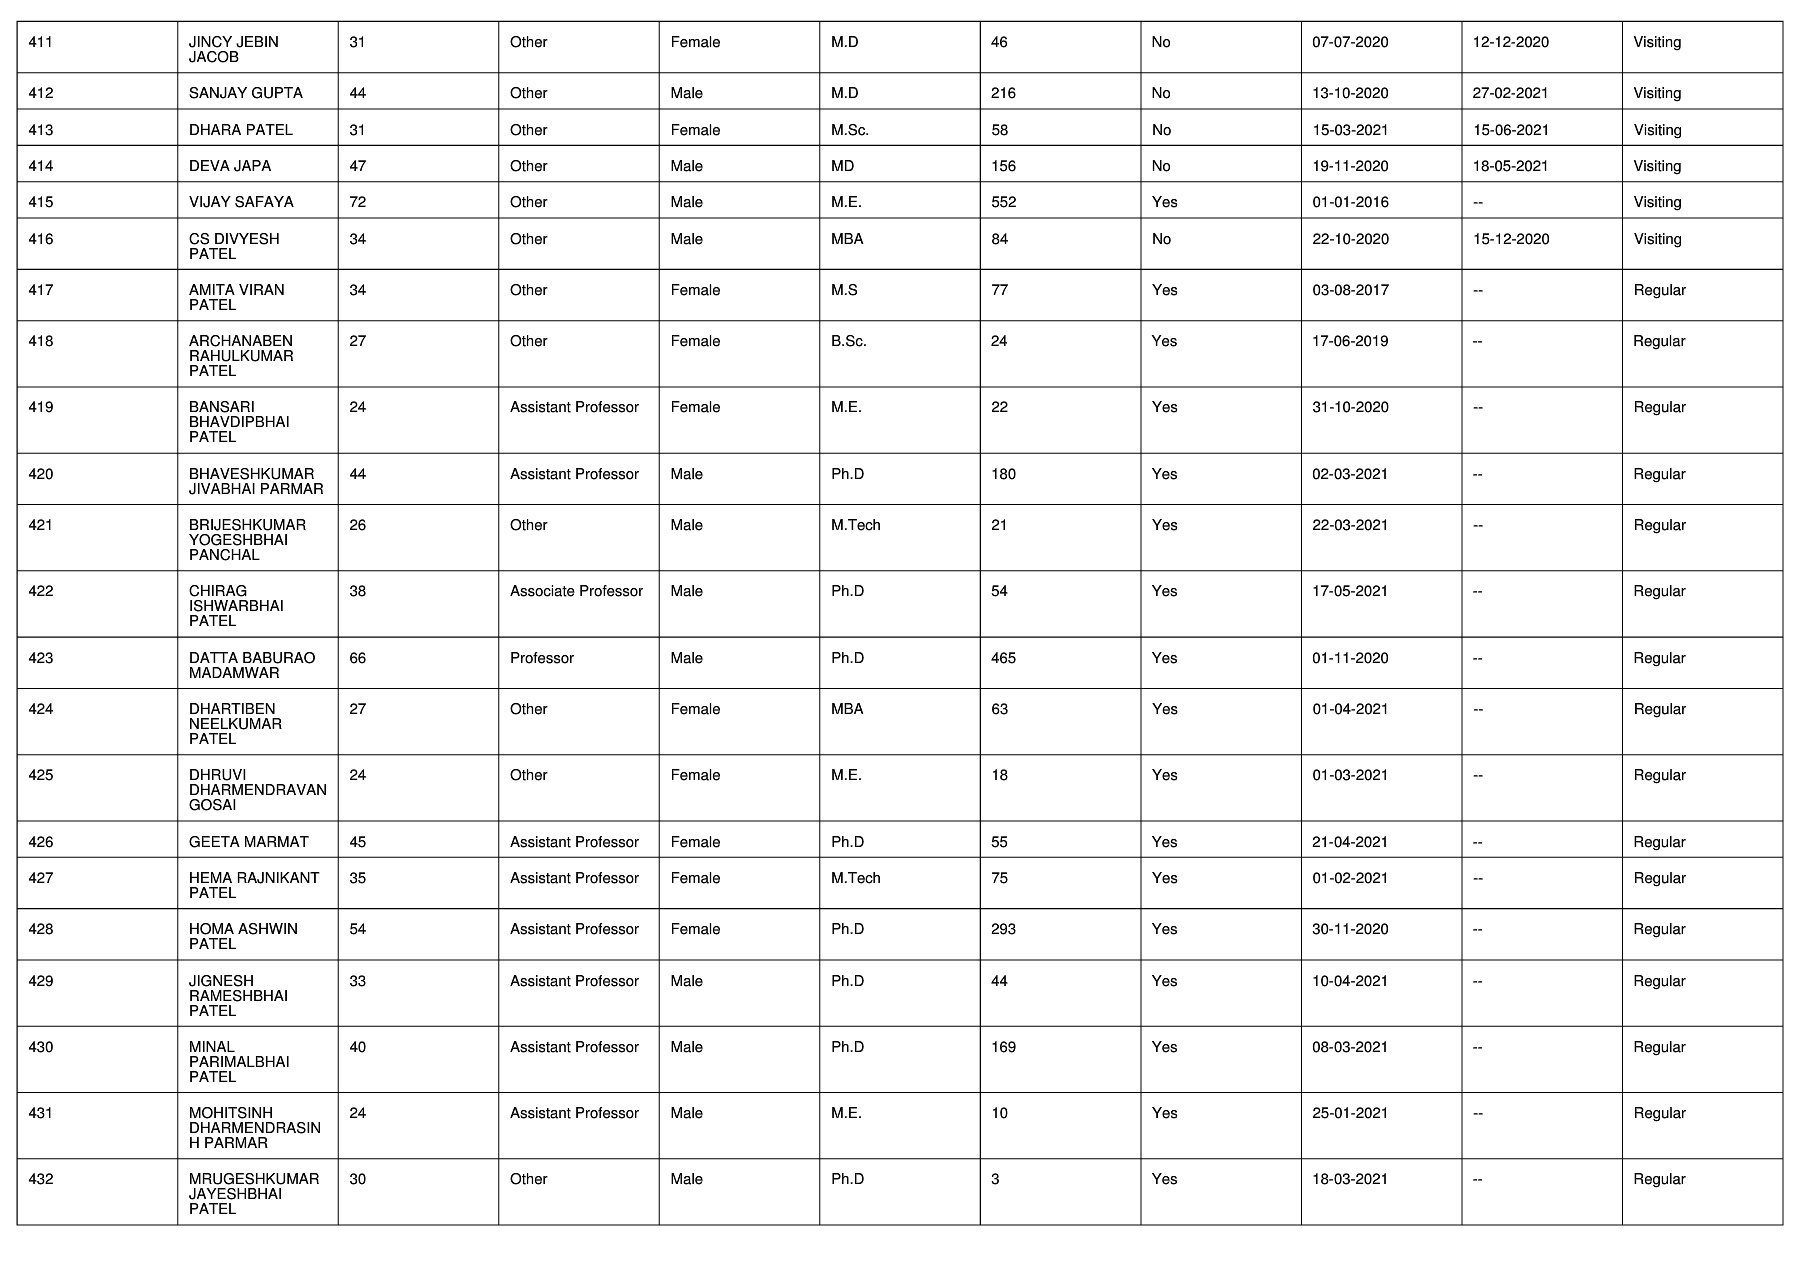 411 JINCY JEBIN 31 Other Female M.D 46 No 07-07-2020 12-12-2020 Visiting
JACOB
412 SANJAY GUPTA 44 Other Male M.D 216 No 13-10-2020 27-02-2021 Visiting
413 DHARA PATEL 31 Other Female M.Sc. 58 No 15-03-2021 15-06-2021 Visiting
414 DEVA JAPA 47 Other Male MD 156 No 19-11-2020 18-05-2021 Visiting
415 VIJAY SAFAYA 72 Other Male M.E. 552 Yes 01-01-2016 -- Visiting
416 CS DIVYESH 34 Other Male MBA 84 No 22-10-2020 15-12-2020 Visiting
PATEL
417 AMITA VIRAN 34 Other Female M.S 77 Yes 03-08-2017 -- Regular
PATEL
418 ARCHANABEN 27 Other Female B.Sc. 24 Yes 17-06-2019 -- Regular
RAHULKUMAR
PATEL
419 BANSARI 24 Assistant Professor Female M.E. 22 Yes 31-10-2020 -- Regular
BHAVDIPBHAI
PATEL
420 BHAVESHKUMAR 44 Assistant Professor Male Ph.D 180 Yes 02-03-2021 -- Regular
JIVABHAI PARMAR
421 BRIJESHKUMAR 26 Other Male M.Tech 21 Yes 22-03-2021 -- Regular
YOGESHBHAI
PANCHAL
422 CHIRAG 38 Associate Professor Male Ph.D 54 Yes 17-05-2021 -- Regular
ISHWARBHAI
PATEL
423 DATTA BABURAO 66 Professor Male Ph.D 465 Yes 01-11-2020 -- Regular
MADAMWAR
424 DHARTIBEN 27 Other Female MBA 63 Yes 01-04-2021 -- Regular
NEELKUMAR
PATEL
425 DHRUVI 24 Other Female M.E. 18 Yes 01-03-2021 -- Regular
DHARMENDRAVAN
GOSAI
426 GEETA MARMAT 45 Assistant Professor Female Ph.D 55 Yes 21-04-2021 -- Regular
427 HEMA RAJNIKANT 35 Assistant Professor Female M.Tech 75 Yes 01-02-2021 -- Regular
PATEL
428 HOMA ASHWIN 54 Assistant Professor Female Ph.D 293 Yes 30-11-2020 -- Regular
PATEL
429 JIGNESH 33 Assistant Professor Male Ph.D 44 Yes 10-04-2021 -- Regular
RAMESHBHAI
PATEL
430 MINAL 40 Assistant Professor Male Ph.D 169 Yes 08-03-2021 -- Regular
PARIMALBHAI
PATEL
431 MOHITSINH 24 Assistant Professor Male M.E. 10 Yes 25-01-2021 -- Regular
DHARMENDRASIN
H PARMAR
432 MRUGESHKUMAR 30 Other Male Ph.D 3 Yes 18-03-2021 -- Regular
JAYESHBHAI
PATEL